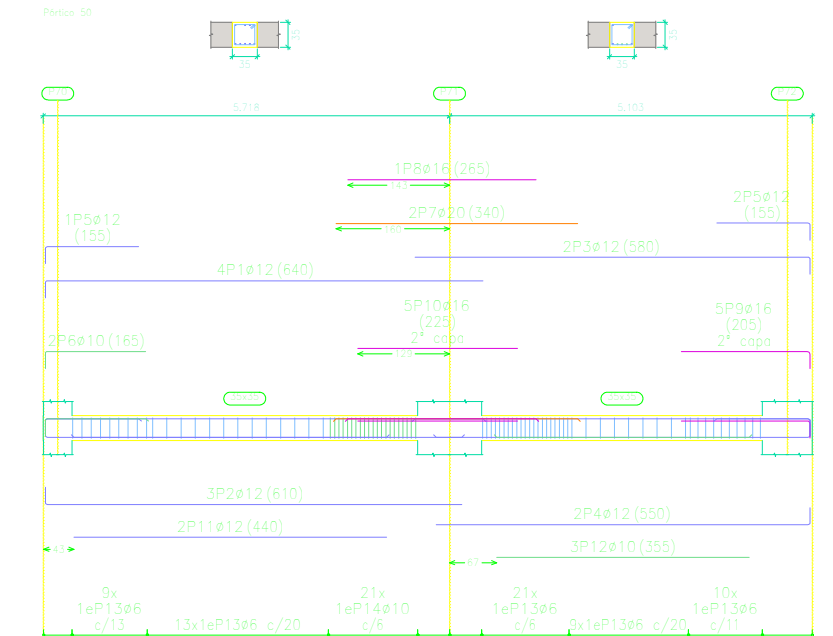 Pórtico 50
35
35
35
35
5.718
5.103
1P8ø16 (265)
145
2P7ø20 (340)
160
2P5ø12
(155)
1P5ø12
(155)
2P3ø12 (580)
4P1ø12 (640)
5P10ø16
(225)
2ª capa
125
5P9ø16
(205)
2ª capa
2P6ø10 (165)
3P2ø12 (610)
2P4ø12 (550)
2P11ø12 (440)
43
3P12ø10 (355)
67
9x
1eP13ø6
c/13
13x1eP13ø6 c/20
21x
1eP14ø10
c/6
21x
1eP13ø6
c/6
9x1eP13ø6 c/20
10x
1eP13ø6
c/11